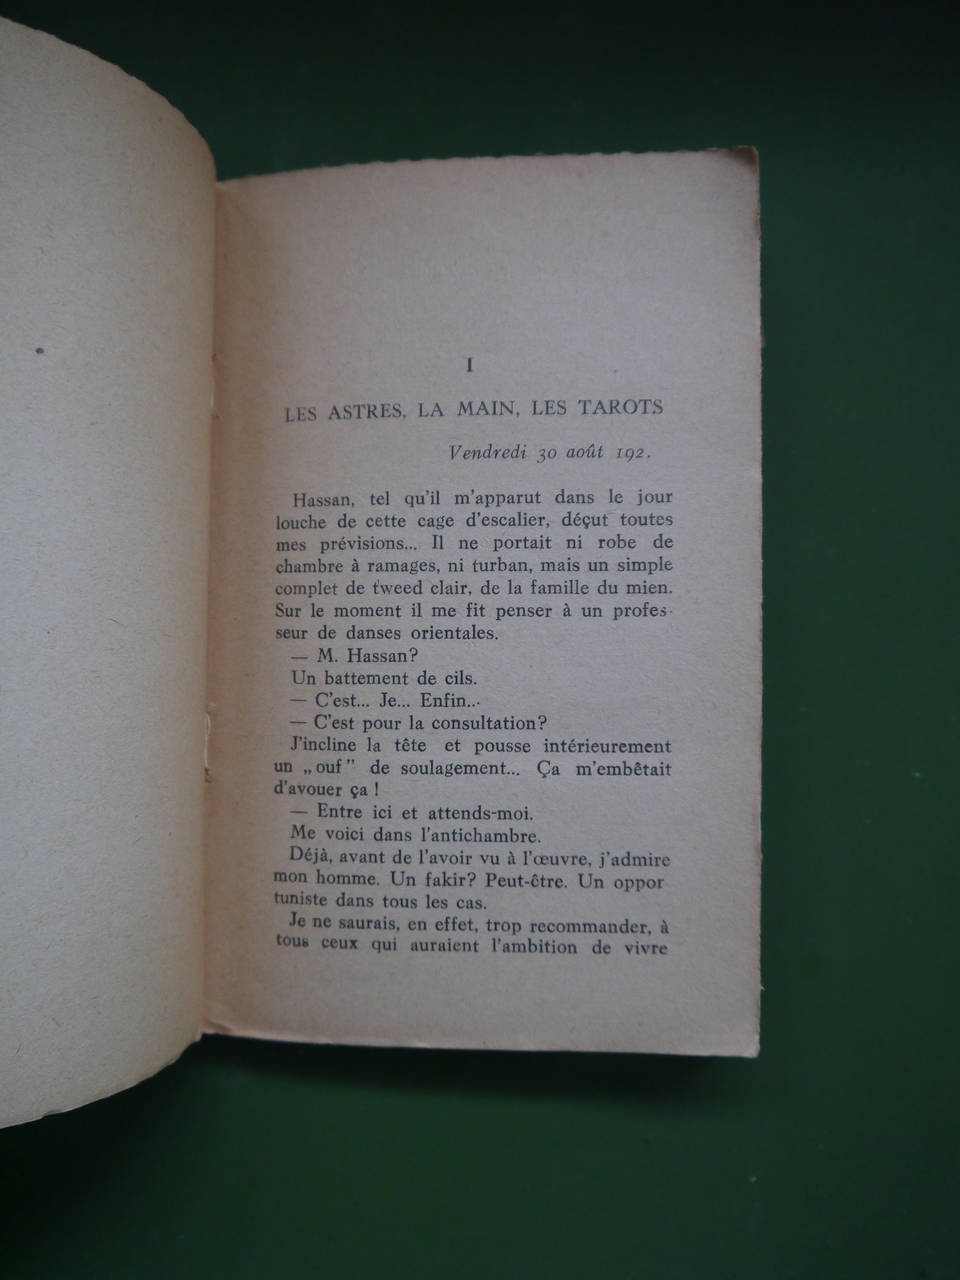 I
LES ASTRES, LA MAIN, LES TAROTS
Vendredi 30 août 192.
Hassan, tel qu'il m'apparut dans le jour
louche de cette cage d'escalier, déçut toutes
mes prévisions... Il ne portait ni robe de
chambre à ramages, ni turban, mais un simple
complet de tweed clair, de la famille du mien.
Sur le moment il me fit penser à un profes-
seur de danses orientales.
— M. Hassan?
Un battement de cils.
— C'est... Je... Enfin...
— C'est pour la consultation?
J'incline la tête et pousse intérieurement
un „ouf” de soulagement... Ça m'embêtait
d'avouer ça !
— Entre ici et attends-moi.
Me voici dans l'antichambre.
Déjà, avant de l'avoir vu à l'œuvre, j'admire
mon homme. Un fakir? Peut-être. Un oppor
tuniste dans tous les cas.
Je ne saurais, en effet, trop recommander, à
tous ceux qui auraient l'ambition de vivre